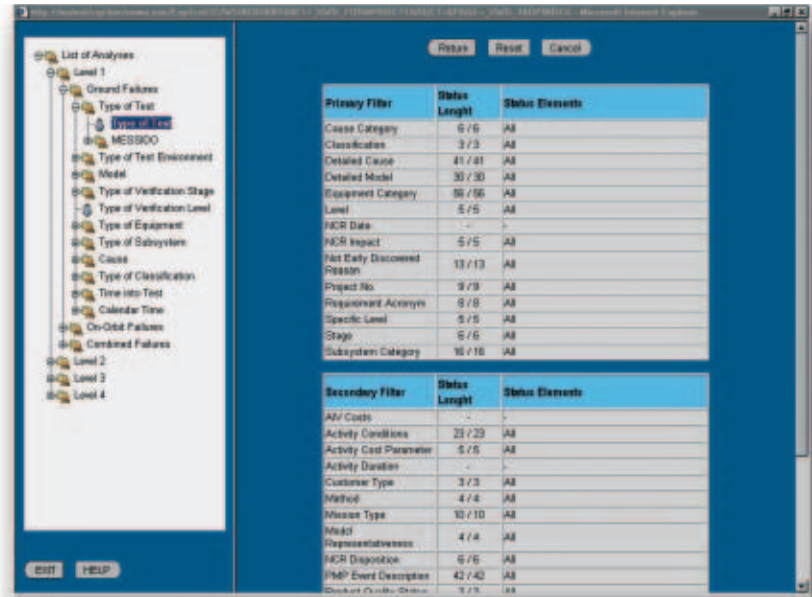 Microsoft Internet Explorer
Return Reset Cancel
List of Analyses
Level 1
Ground Failures
Type of Test
Type of Test
MESSIDO
Type of Test Environment
Model
Type of Verification Stage
Type of Verification Level
Type of Equipment
Type of Subsystem
Cause
Type of Classification
Time into Test
Calendar Time
On-Orbit Failures
Combined Failures
Level 2
Level 3
Level 4
EXIT HELP
Primary Filter Status Lenght Status Elements
Cause Category 6 / 6 All
Classification 3 / 3 All
Detailed Cause 41 / 41 All
Detailed Model 30 / 30 All
Equipment Category 56 / 56 All
Level 5 / 5 All
NCR Date - -
NCR Impact 5 / 5 All
Not Early Discovered Reason 13 / 13 All
Project No. 9 / 9 All
Requirement Acronym 8 / 8 All
Specific Level 5 / 5 All
Stage 6 / 6 All
Subsystem Category 16 / 16 All
Secondary Filter Status Lenght Status Elements
AIV Costs - -
Activity Conditions 23 / 23 All
Activity Cost Parameter 5 / 5 All
Activity Duration - -
Customer Type 3 / 3 All
Method 4 / 4 All
Mission Type 10 / 10 All
Model Representativeness 4 / 4 All
NCR Disposition 6 / 6 All
PMP Event Description 42 / 42 All
Product Quality Status 3 / 3 All